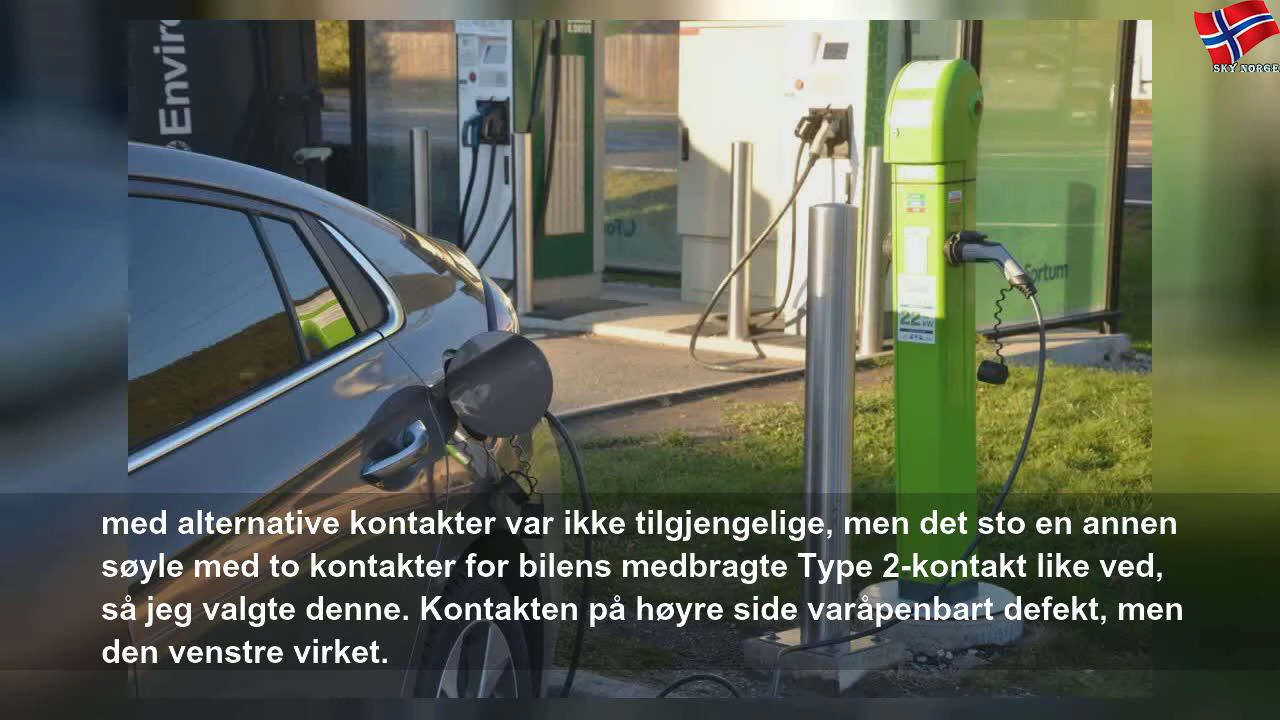 Enviro
SKY NORGE
Fortum
22 kW
med alternative kontakter var ikke tilgjengelige, men det sto en annen
søyle med to kontakter for bilens medbragte Type 2-kontakt like ved,
så jeg valgte denne. Kontakten på høyre side varåpenbart defekt, men
den venstre virket.